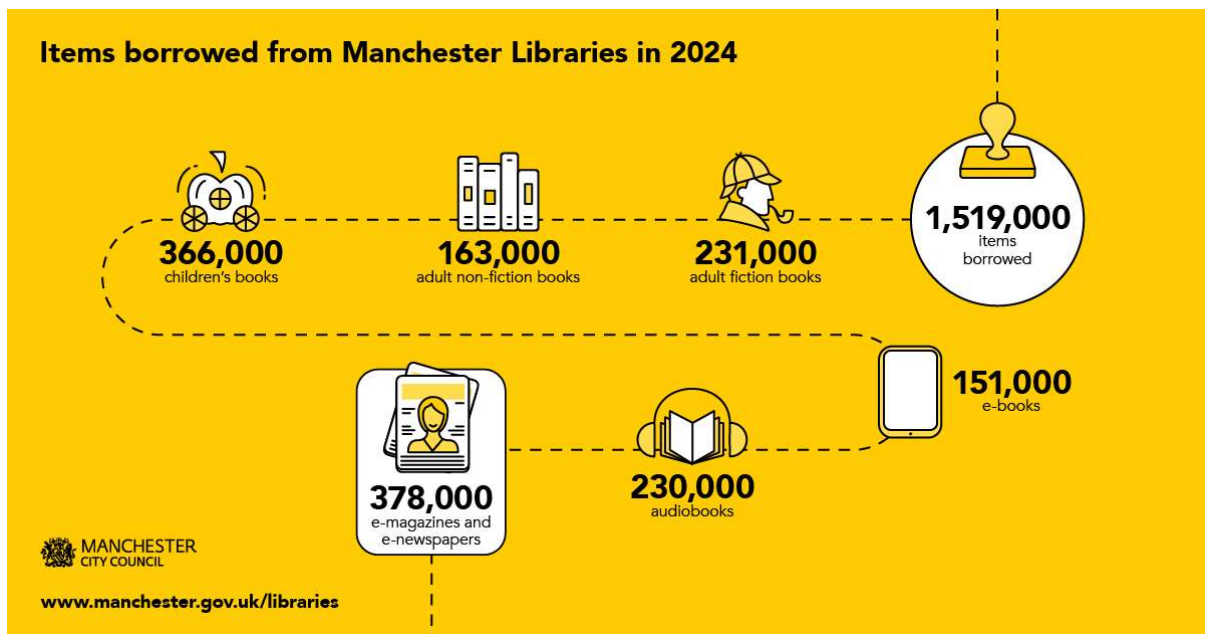 Items borrowed from Manchester Libraries in 2024
1,519,000
items
borrowed
366,000
children's books
163,000
adult non-fiction books
231,000
adult fiction books
151,000
e-books
378,000
e-magazines and
e-newspapers
230,000
audiobooks
MANCHESTER
CITY COUNCIL
www.manchester.gov.uk/libraries